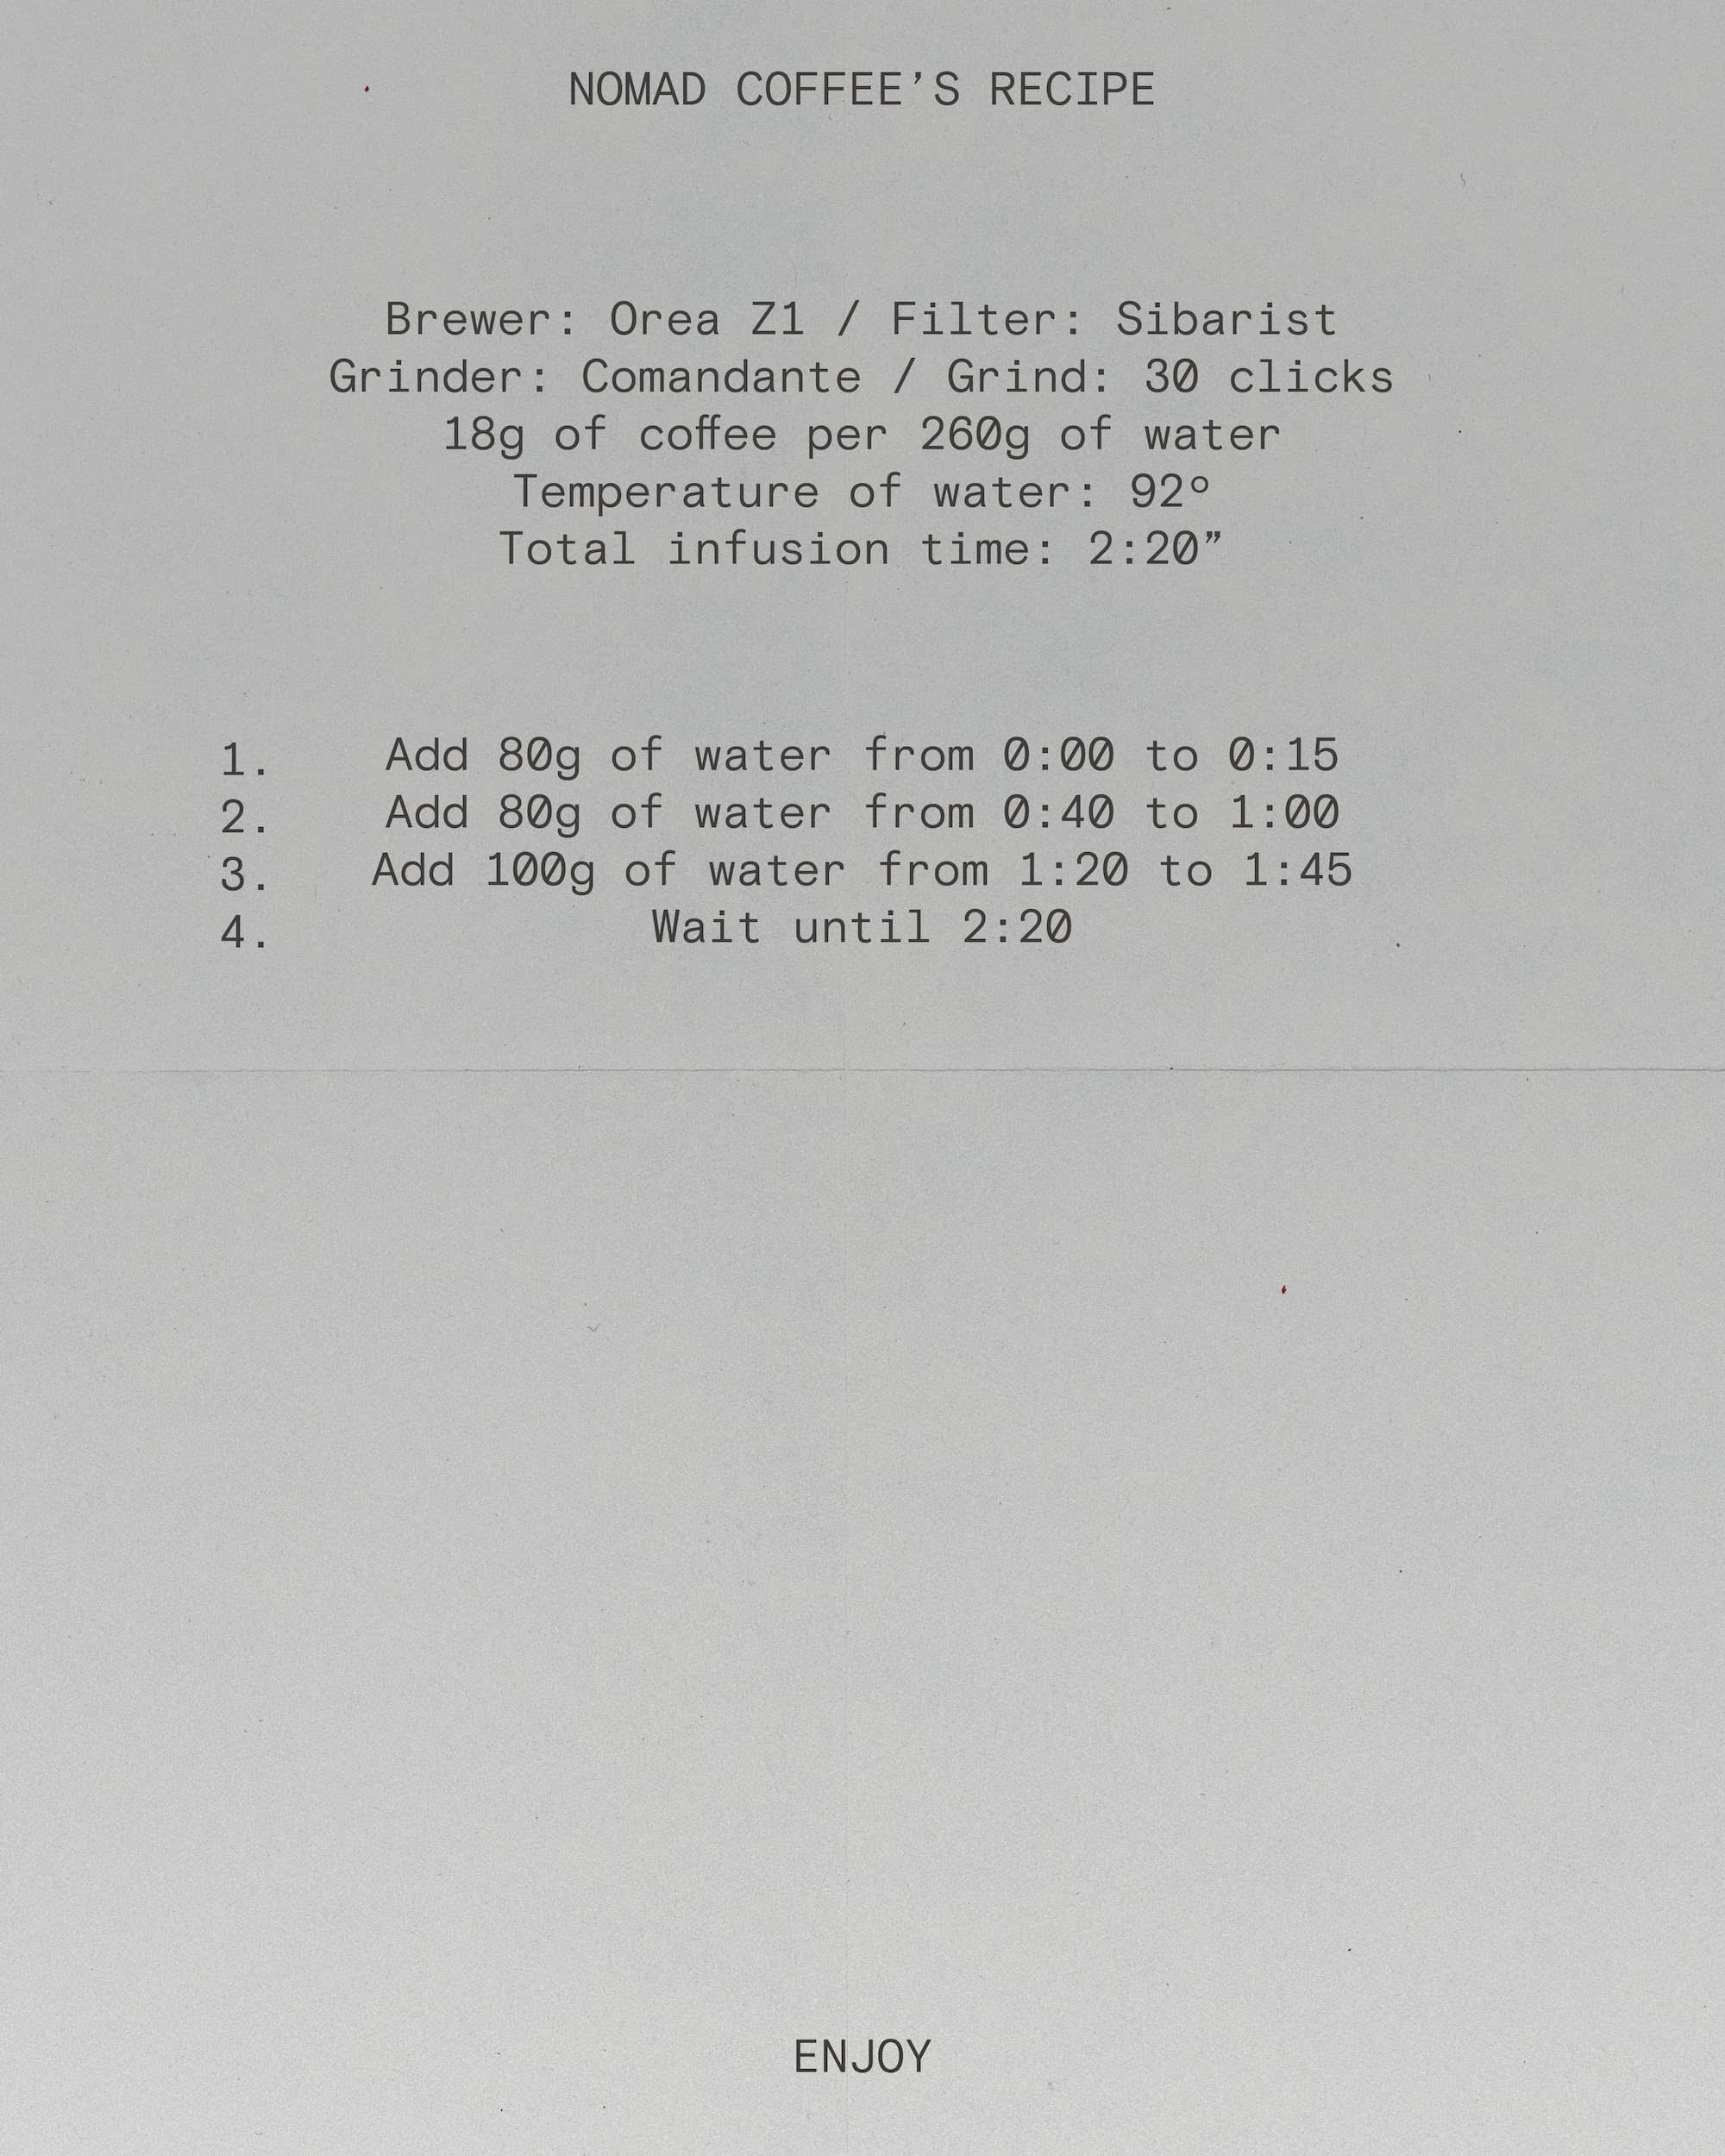 NOMAD COFFEE’S RECIPE
Brewer: Orea Z1 / Filter: Sibarist
Grinder: Comandante / Grind: 30 clicks
18g of coffee per 260g of water
Temperature of water: 92º
Total infusion time: 2:20”
1. Add 80g of water from 0:00 to 0:15
2. Add 80g of water from 0:40 to 1:00
3. Add 100g of water from 1:20 to 1:45
4. Wait until 2:20
ENJOY